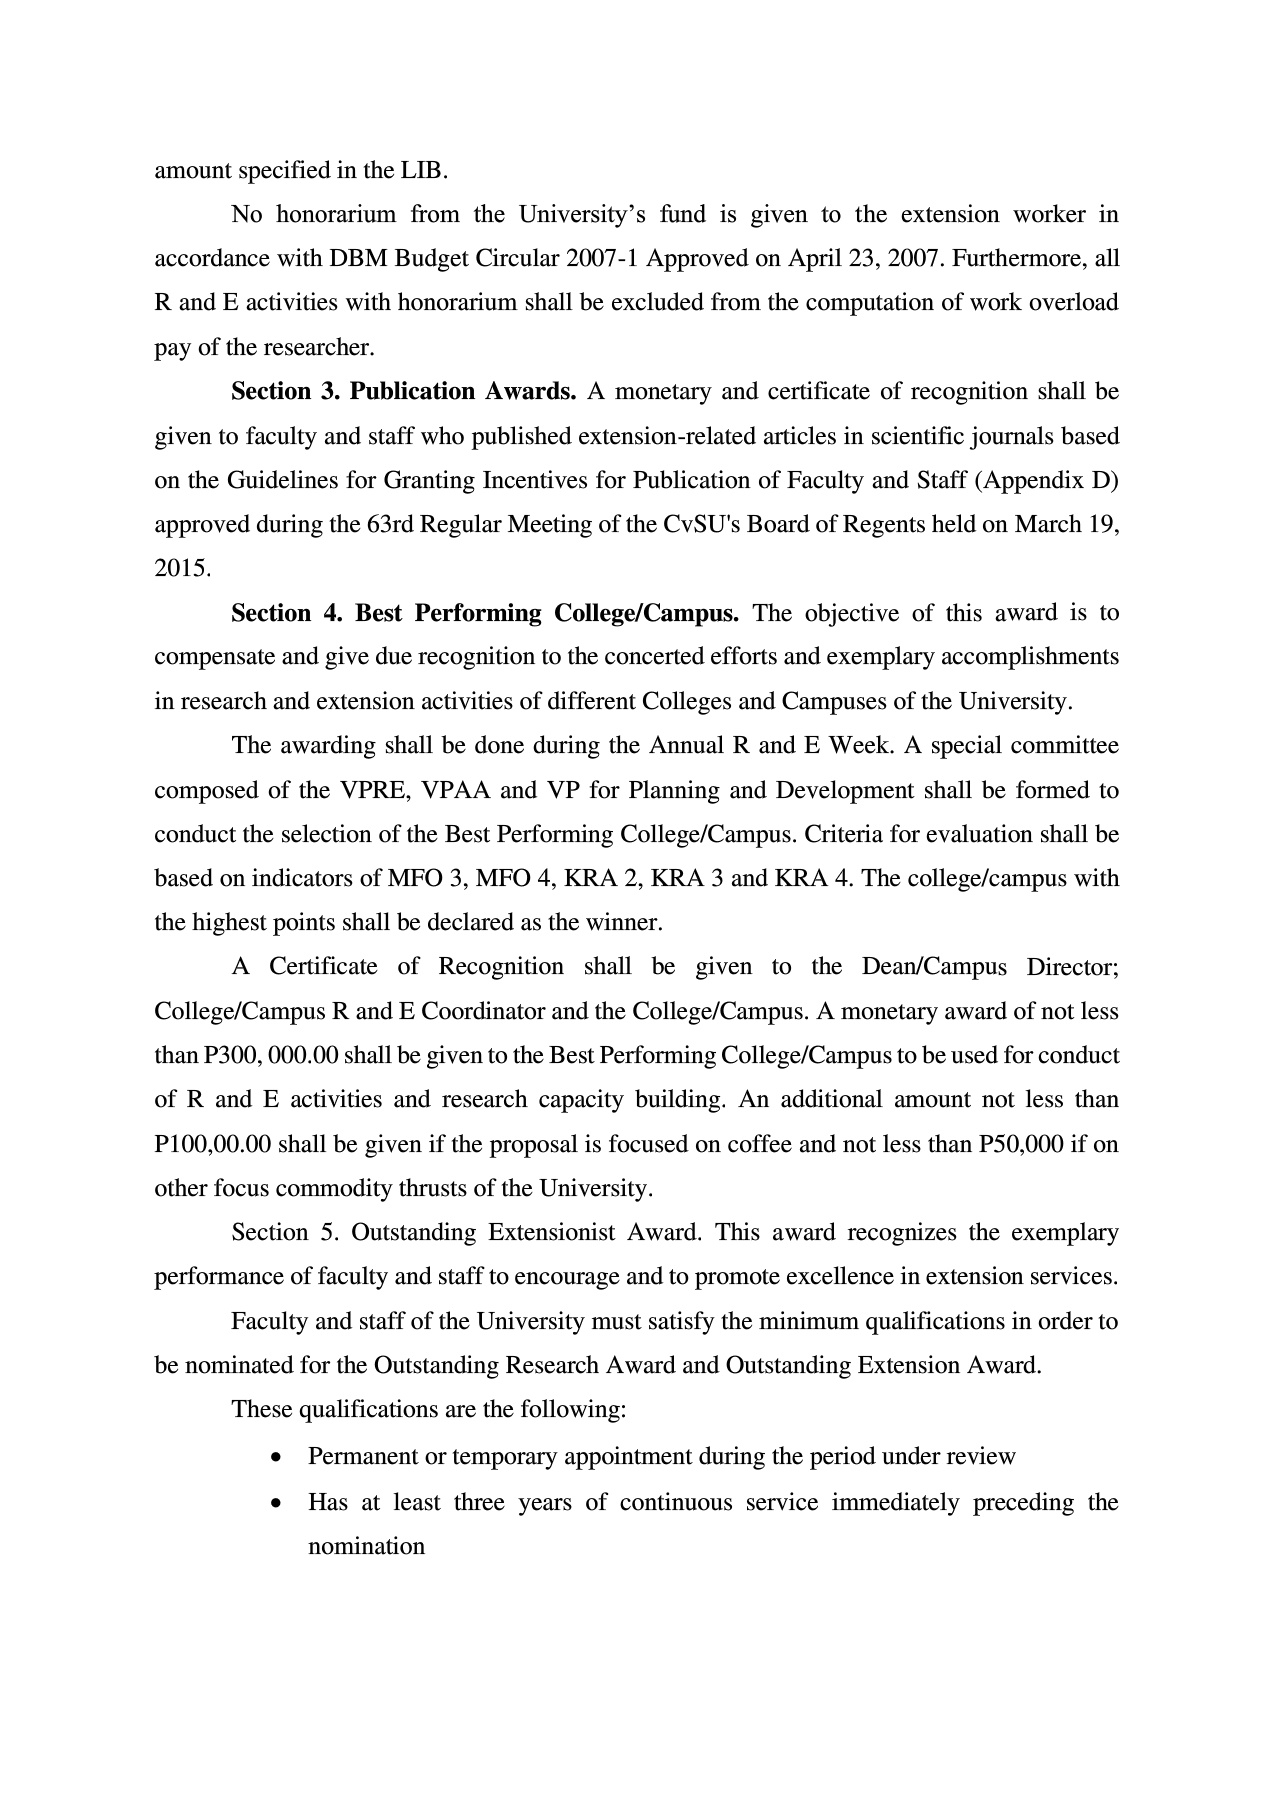 amount specified in the LIB.
No honorarium from the University’s fund is given to the extension worker in
accordance with DBM Budget Circular 2007-1 Approved on April 23, 2007. Furthermore, all
R and E activities with honorarium shall be excluded from the computation of work overload
pay of the researcher.
Section 3. Publication Awards. A monetary and certificate of recognition shall be
given to faculty and staff who published extension-related articles in scientific journals based
on the Guidelines for Granting Incentives for Publication of Faculty and Staff (Appendix D)
approved during the 63rd Regular Meeting of the CvSU's Board of Regents held on March 19,
2015.
Section 4. Best Performing College/Campus. The objective of this award is to
compensate and give due recognition to the concerted efforts and exemplary accomplishments
in research and extension activities of different Colleges and Campuses of the University.
The awarding shall be done during the Annual R and E Week. A special committee
composed of the VPRE, VPAA and VP for Planning and Development shall be formed to
conduct the selection of the Best Performing College/Campus. Criteria for evaluation shall be
based on indicators of MFO 3, MFO 4, KRA 2, KRA 3 and KRA 4. The college/campus with
the highest points shall be declared as the winner.
A Certificate of Recognition shall be given to the Dean/Campus Director;
College/Campus R and E Coordinator and the College/Campus. A monetary award of not less
than P300, 000.00 shall be given to the Best Performing College/Campus to be used for conduct
of R and E activities and research capacity building. An additional amount not less than
P100,00.00 shall be given if the proposal is focused on coffee and not less than P50,000 if on
other focus commodity thrusts of the University.
Section 5. Outstanding Extensionist Award. This award recognizes the exemplary
performance of faculty and staff to encourage and to promote excellence in extension services.
Faculty and staff of the University must satisfy the minimum qualifications in order to
be nominated for the Outstanding Research Award and Outstanding Extension Award.
These qualifications are the following:
• Permanent or temporary appointment during the period under review
• Has at least three years of continuous service immediately preceding the
nomination